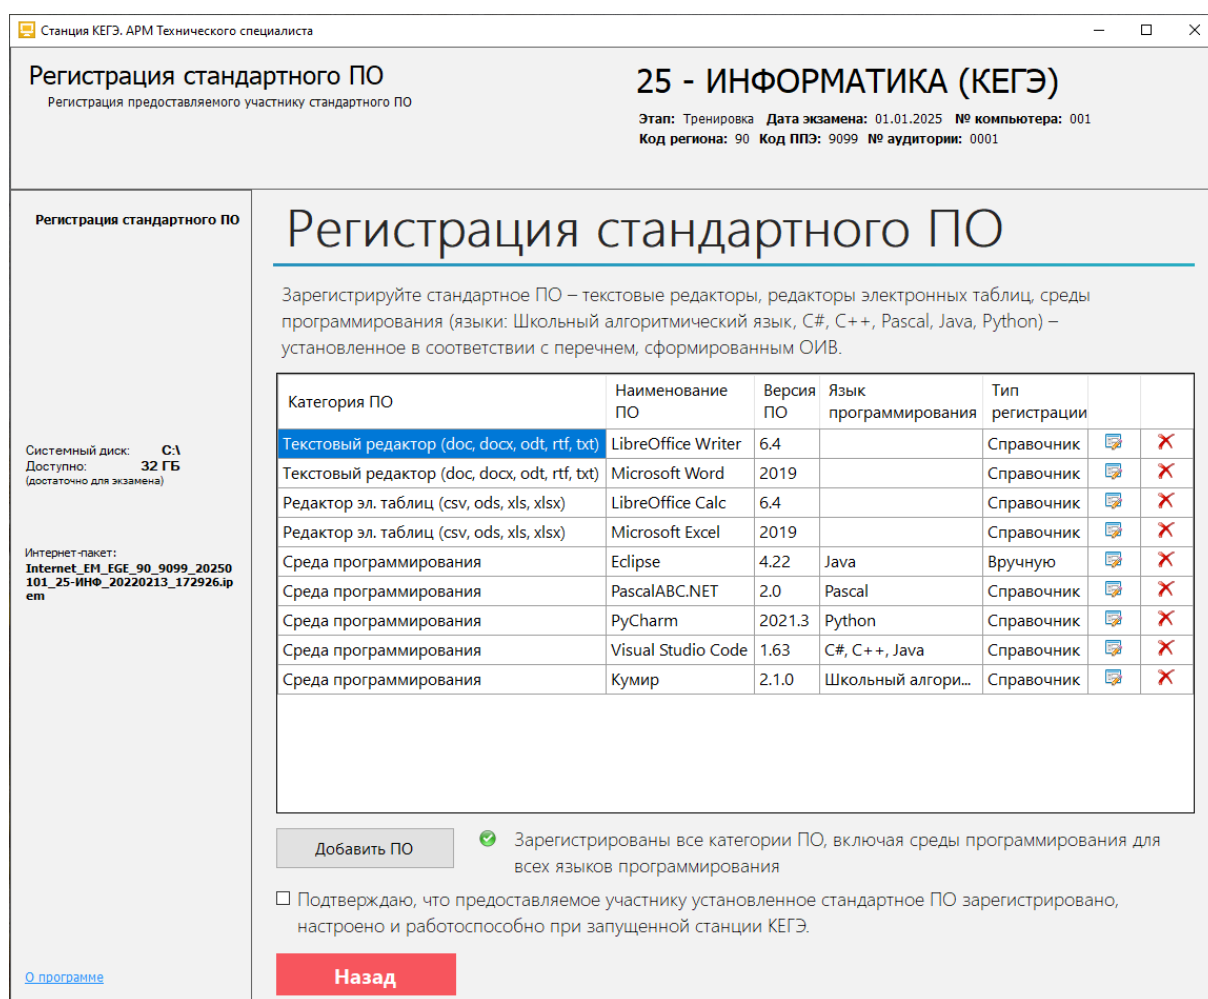 Станция КЕГЭ. АРМ Технического специалиста
Регистрация стандартного ПО
Регистрация предоставляемого участнику стандартного ПО
25 - ИНФОРМАТИКА (КЕГЭ)
Этап: Тренировка Дата экзамена: 01.01.2025 № компьютера: 001
Код региона: 90 Код ППЭ: 9099 № аудитории: 0001
Регистрация стандартного ПО
Системный диск: C:\
Доступно: 32 ГБ
(достаточно для экзамена)
Интернет-пакет:
Internet_EM_EGE_90_9099_20250
101_25-ИНФ_20220213_172926.ip
em
О программе
Регистрация стандартного ПО
Зарегистрируйте стандартное ПО – текстовые редакторы, редакторы электронных таблиц, среды
программирования (языки: Школьный алгоритмический язык, C#, C++, Pascal, Java, Python) –
установленное в соответствии с перечнем, сформированным ОИВ.
Категория ПО Наименование ПО Версия ПО Язык программирования Тип регистрации
Текстовый редактор (doc, docx, odt, rtf, txt) LibreOffice Writer 6.4 Справочник
Текстовый редактор (doc, docx, odt, rtf, txt) Microsoft Word 2019 Справочник
Редактор эл. таблиц (csv, ods, xls, xlsx) LibreOffice Calc 6.4 Справочник
Редактор эл. таблиц (csv, ods, xls, xlsx) Microsoft Excel 2019 Справочник
Среда программирования Eclipse 4.22 Java Вручную
Среда программирования PascalABC.NET 2.0 Pascal Справочник
Среда программирования PyCharm 2021.3 Python Справочник
Среда программирования Visual Studio Code 1.63 C#, C++, Java Справочник
Среда программирования Кумир 2.1.0 Школьный алгори... Справочник
Добавить ПО
Зарегистрированы все категории ПО, включая среды программирования для
всех языков программирования
Подтверждаю, что предоставляемое участнику установленное стандартное ПО зарегистрировано,
настроено и работоспособно при запущенной станции КЕГЭ.
Назад